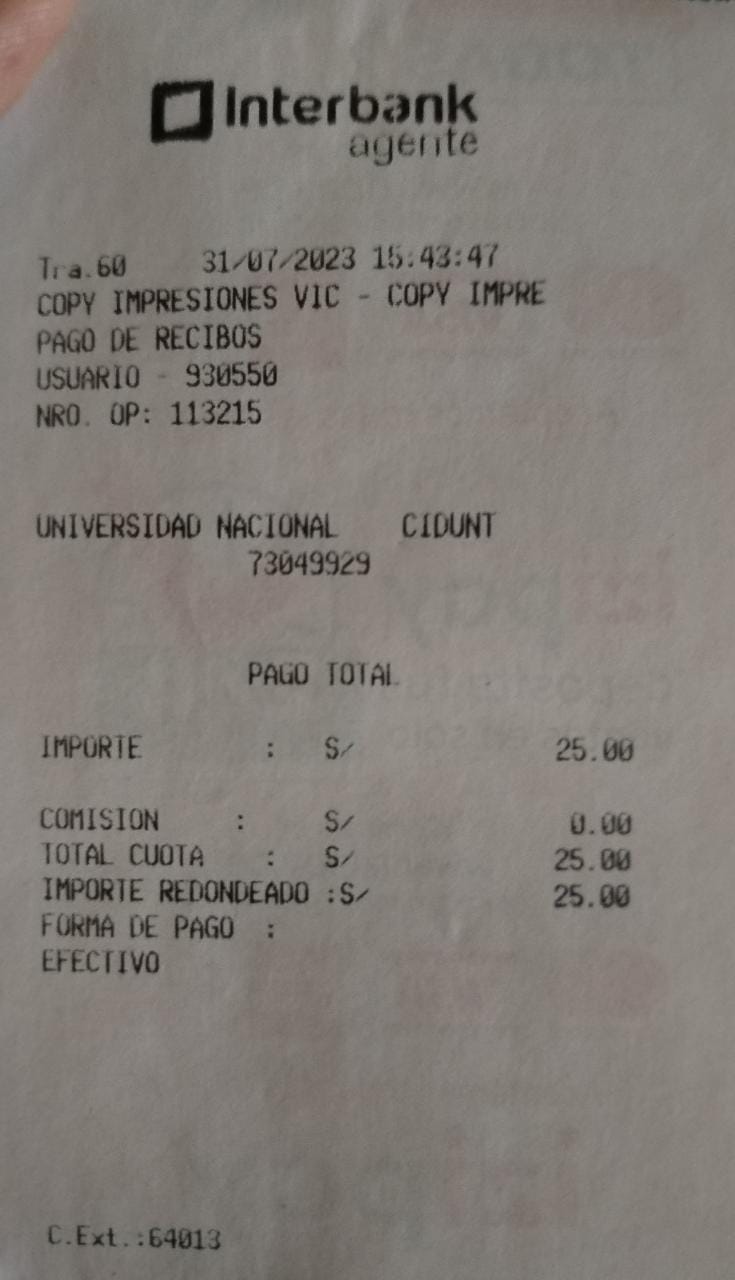 Interbank
agente
Tra.60 31/07/2023 15:43:47
COPY IMPRESIONES VIC - COPY IMPRE
PAGO DE RECIBOS
USUARIO - 930550
NRO. OP: 113215
UNIVERSIDAD NACIONAL CIDUNT
73049929
PAGO TOTAL
IMPORTE : S/ 25.00
COMISION : S/ 0.00
TOTAL CUOTA : S/ 25.00
IMPORTE REDONDEADO :S/ 25.00
FORMA DE PAGO :
EFECTIVO
C.Ext.:64013